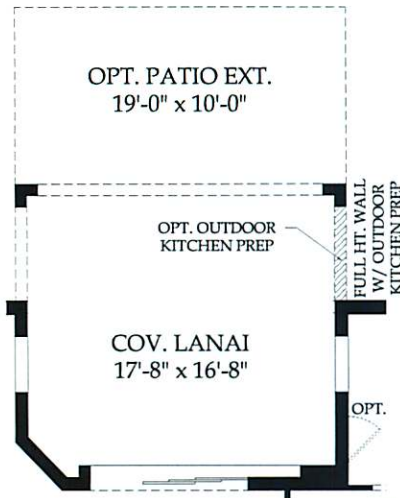 OPT. PATIO EXT.
19'-0" x 10'-0"
OPT. OUTDOOR
KITCHEN PREP
FULL HT. WALL
W/ OUTDOOR
KITCHEN PREP
COV. LANAI
17'-8" x 16'-8"
OPT.